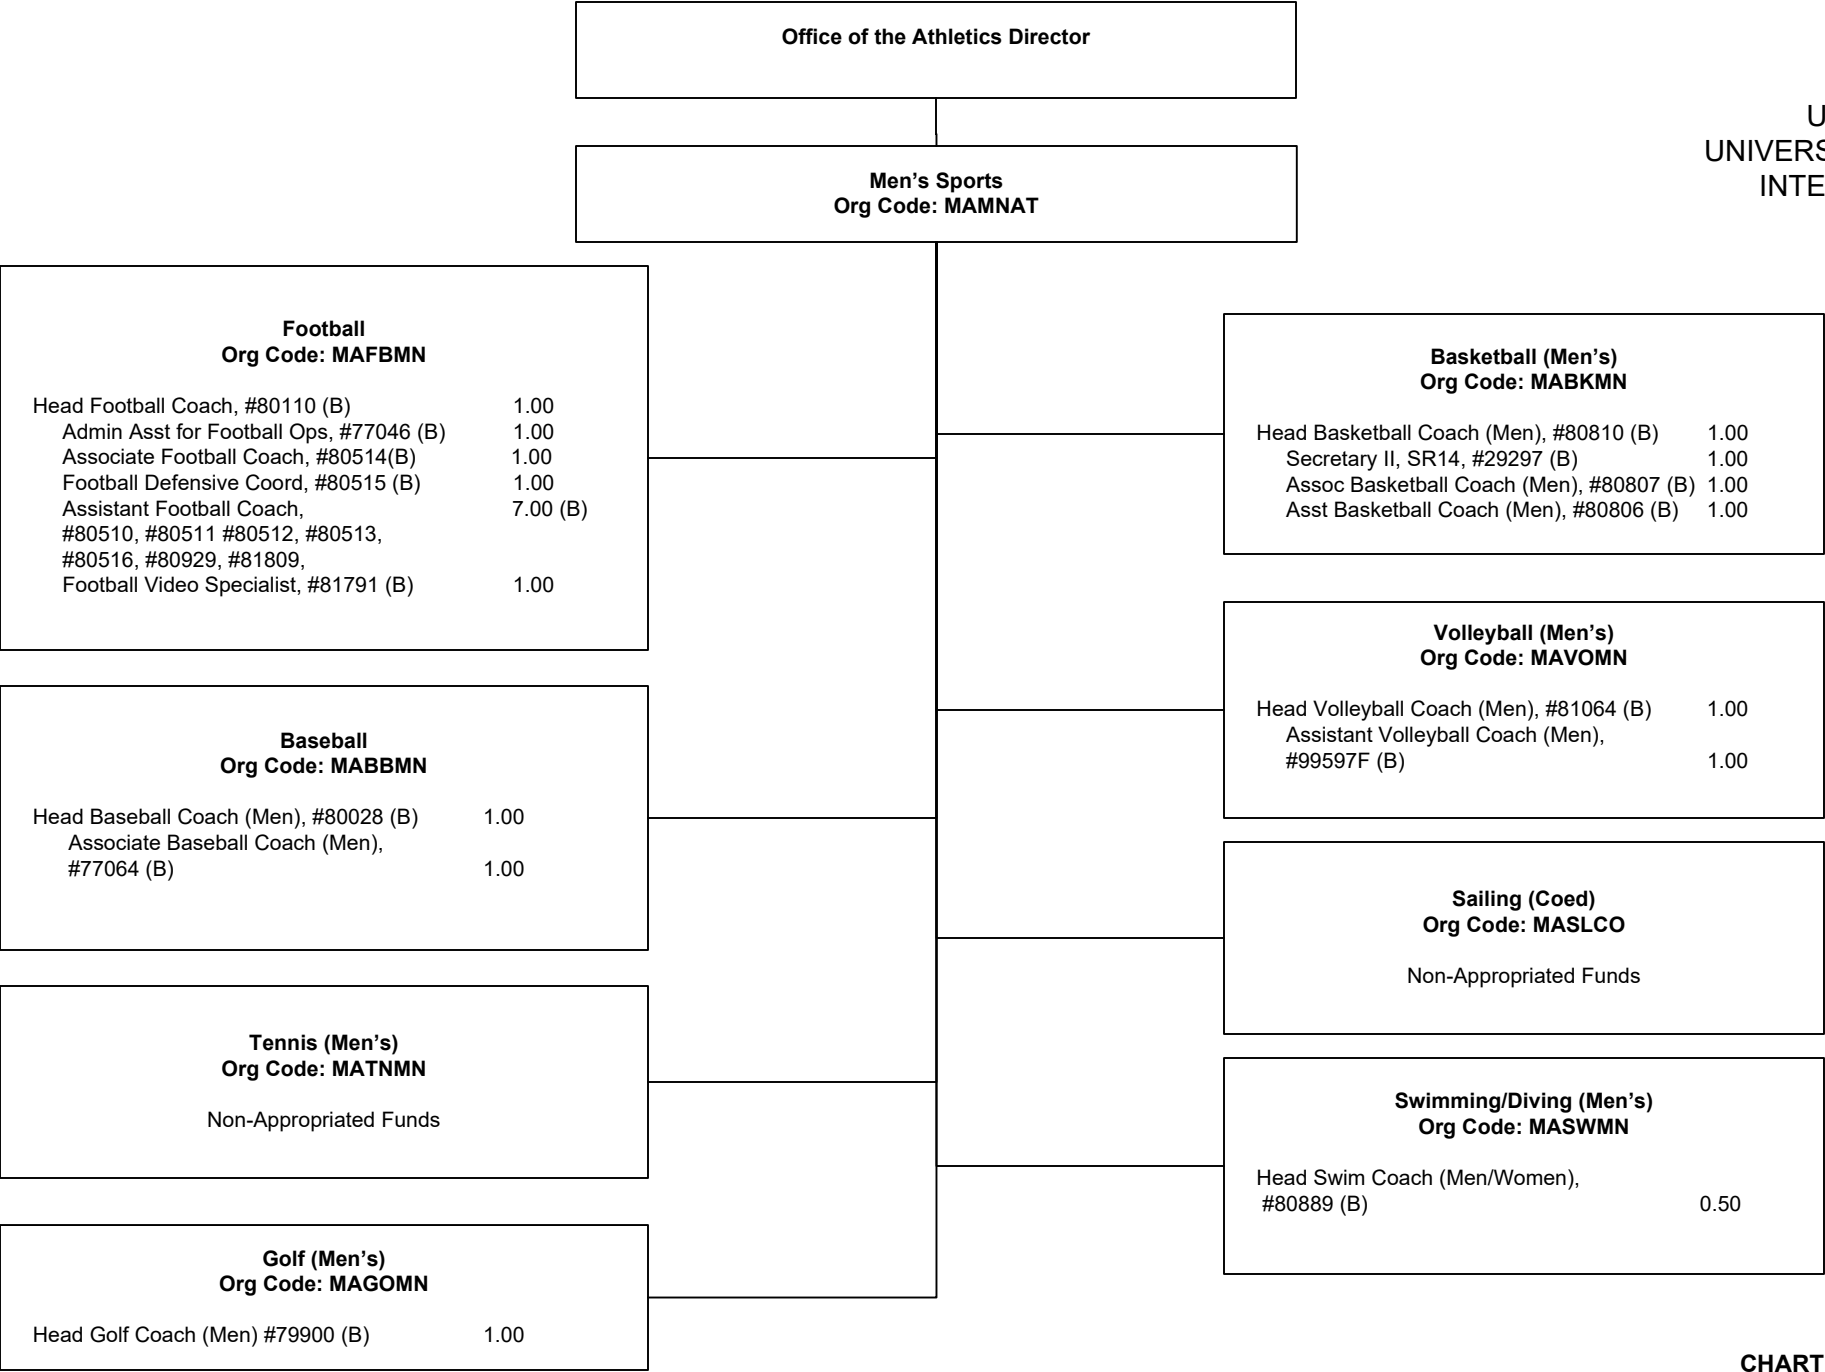 Office of the Athletics Director
U
UNIVERS
INTE
Men’s Sports
Org Code: MAMNAT
Football
Org Code: MAFBMN
Head Football Coach, #80110 (B) 1.00
Admin Asst for Football Ops, #77046 (B) 1.00
Associate Football Coach, #80514(B) 1.00
Football Defensive Coord, #80515 (B) 1.00
Assistant Football Coach, 7.00 (B)
#80510, #80511 #80512, #80513,
#80516, #80929, #81809,
Football Video Specialist, #81791 (B) 1.00
Basketball (Men’s)
Org Code: MABKMN
Head Basketball Coach (Men), #80810 (B) 1.00
Secretary II, SR14, #29297 (B) 1.00
Assoc Basketball Coach (Men), #80807 (B) 1.00
Asst Basketball Coach (Men), #80806 (B) 1.00
Volleyball (Men’s)
Org Code: MAVOMN
Head Volleyball Coach (Men), #81064 (B) 1.00
Assistant Volleyball Coach (Men),
#99597F (B) 1.00
Baseball
Org Code: MABBMN
Head Baseball Coach (Men), #80028 (B) 1.00
Associate Baseball Coach (Men),
#77064 (B) 1.00
Sailing (Coed)
Org Code: MASLCO
Non-Appropriated Funds
Tennis (Men’s)
Org Code: MATNMN
Non-Appropriated Funds
Swimming/Diving (Men’s)
Org Code: MASWMN
Head Swim Coach (Men/Women),
#80889 (B) 0.50
Golf (Men’s)
Org Code: MAGOMN
Head Golf Coach (Men) #79900 (B) 1.00
CHART